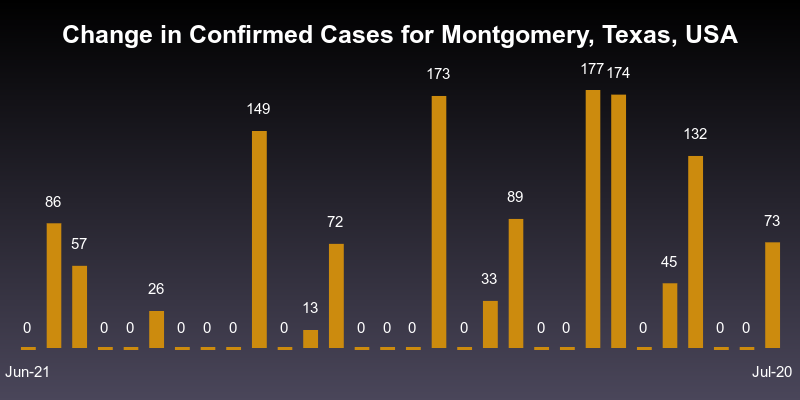 Change in Confirmed Cases for Montgomery, Texas, USA
0 86 57 0 0 26 0 0 0 149 0 13 72 0 0 0 173 0 33 89 0 0 177 174 0 45 132 0 0 73
Jun-21 Jul-20